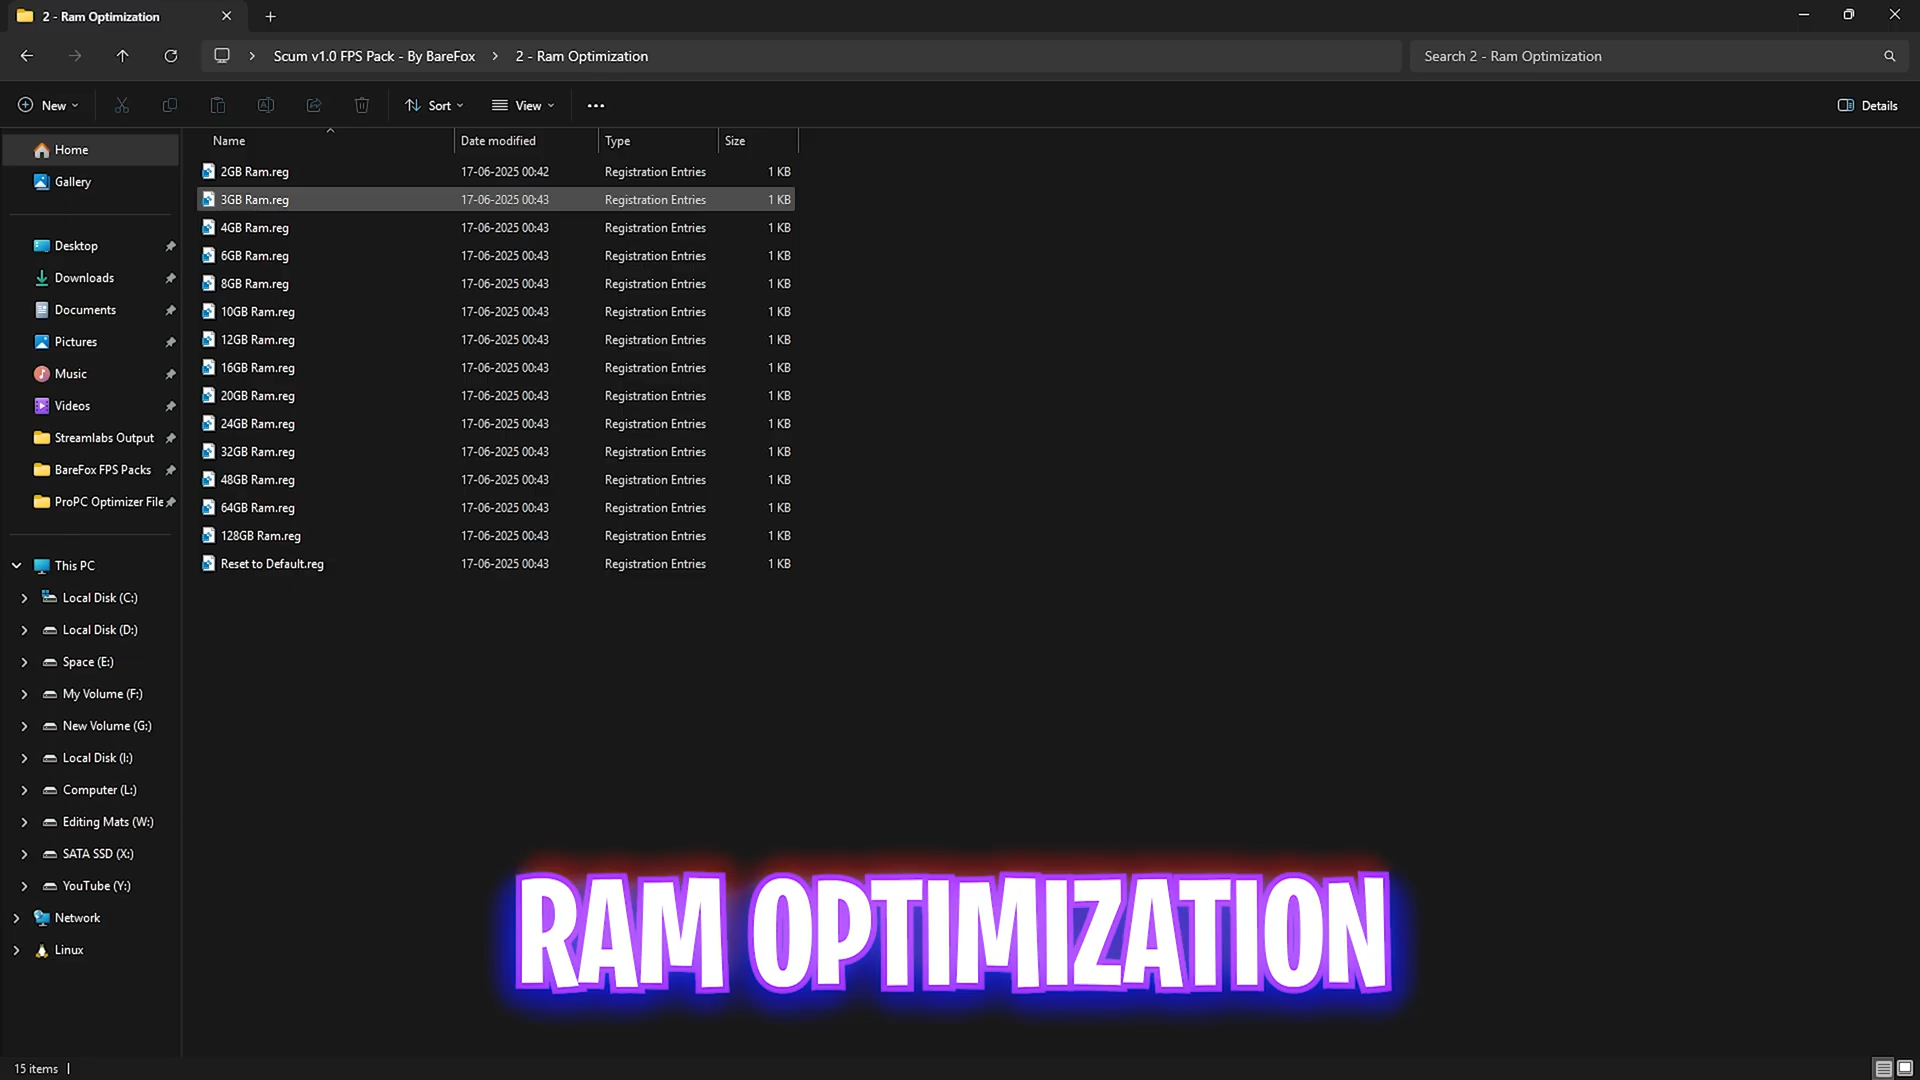 2 - Ram Optimization
Scum v1.0 FPS Pack - By BareFox > 2 - Ram Optimization
Search 2 - Ram Optimization
New
Sort
View
Details
Name Date modified Type Size
Home
Gallery
Desktop
Downloads
Documents
Pictures
Music
Videos
Streamlabs Output
BareFox FPS Packs
ProPC Optimizer File
This PC
Local Disk (C:)
Local Disk (D:)
Space (E:)
My Volume (F:)
New Volume (G:)
Local Disk (I:)
Computer (L:)
Editing Mats (W:)
SATA SSD (X:)
YouTube (Y:)
Network
Linux
2GB Ram.reg 17-06-2025 00:42 Registration Entries 1 KB
3GB Ram.reg 17-06-2025 00:43 Registration Entries 1 KB
4GB Ram.reg 17-06-2025 00:43 Registration Entries 1 KB
6GB Ram.reg 17-06-2025 00:43 Registration Entries 1 KB
8GB Ram.reg 17-06-2025 00:43 Registration Entries 1 KB
10GB Ram.reg 17-06-2025 00:43 Registration Entries 1 KB
12GB Ram.reg 17-06-2025 00:43 Registration Entries 1 KB
16GB Ram.reg 17-06-2025 00:43 Registration Entries 1 KB
20GB Ram.reg 17-06-2025 00:43 Registration Entries 1 KB
24GB Ram.reg 17-06-2025 00:43 Registration Entries 1 KB
32GB Ram.reg 17-06-2025 00:43 Registration Entries 1 KB
48GB Ram.reg 17-06-2025 00:43 Registration Entries 1 KB
64GB Ram.reg 17-06-2025 00:43 Registration Entries 1 KB
128GB Ram.reg 17-06-2025 00:43 Registration Entries 1 KB
Reset to Default.reg 17-06-2025 00:43 Registration Entries 1 KB
RAM OPTIMIZATION
15 items